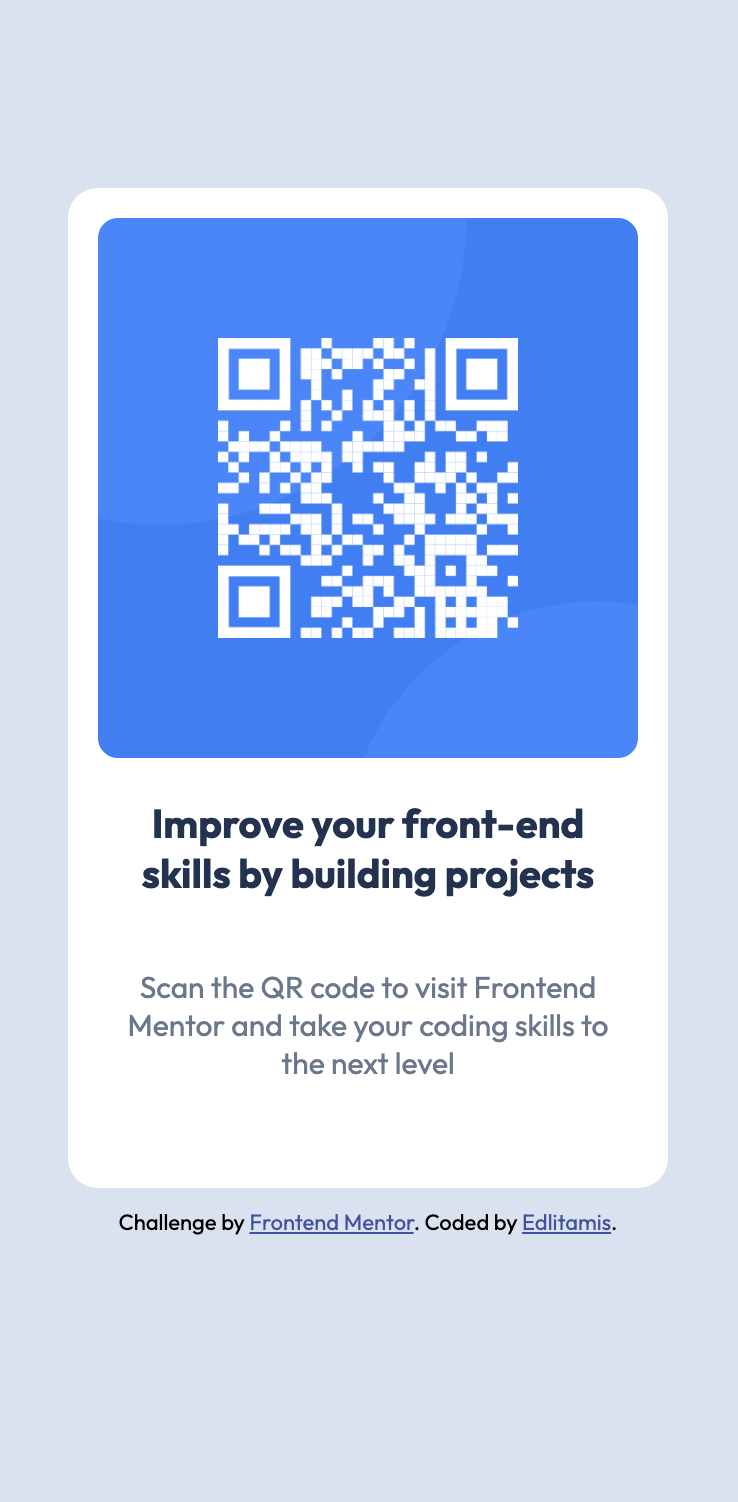 Improve your front-end
skills by building projects
Scan the QR code to visit Frontend
Mentor and take your coding skills to
the next level
Challenge by Frontend Mentor. Coded by Edlitamis.